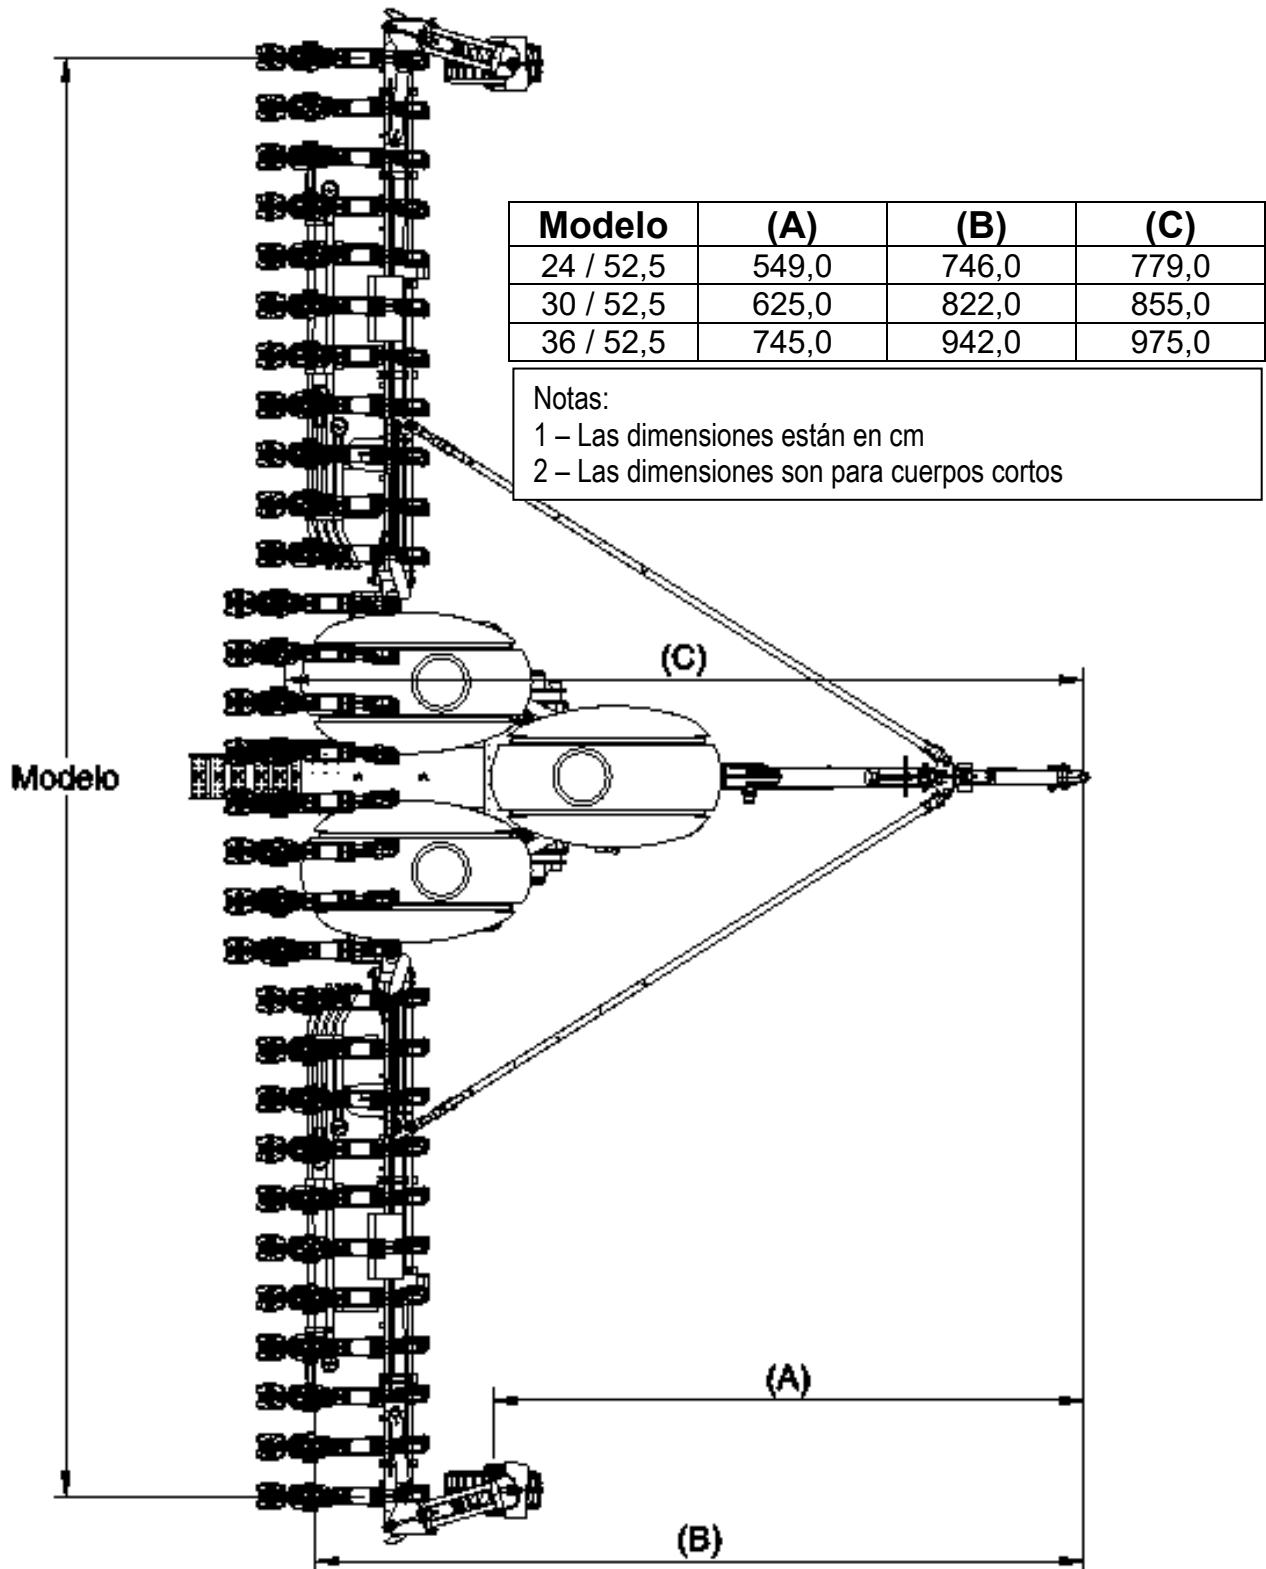 Modelo (A) (B) (C)
24 / 52,5 549,0 746,0 779,0
30 / 52,5 625,0 822,0 855,0
36 / 52,5 745,0 942,0 975,0
Notas:
1 – Las dimensiones están en cm
2 – Las dimensiones son para cuerpos cortos
(C)
Modelo
(A)
(B)